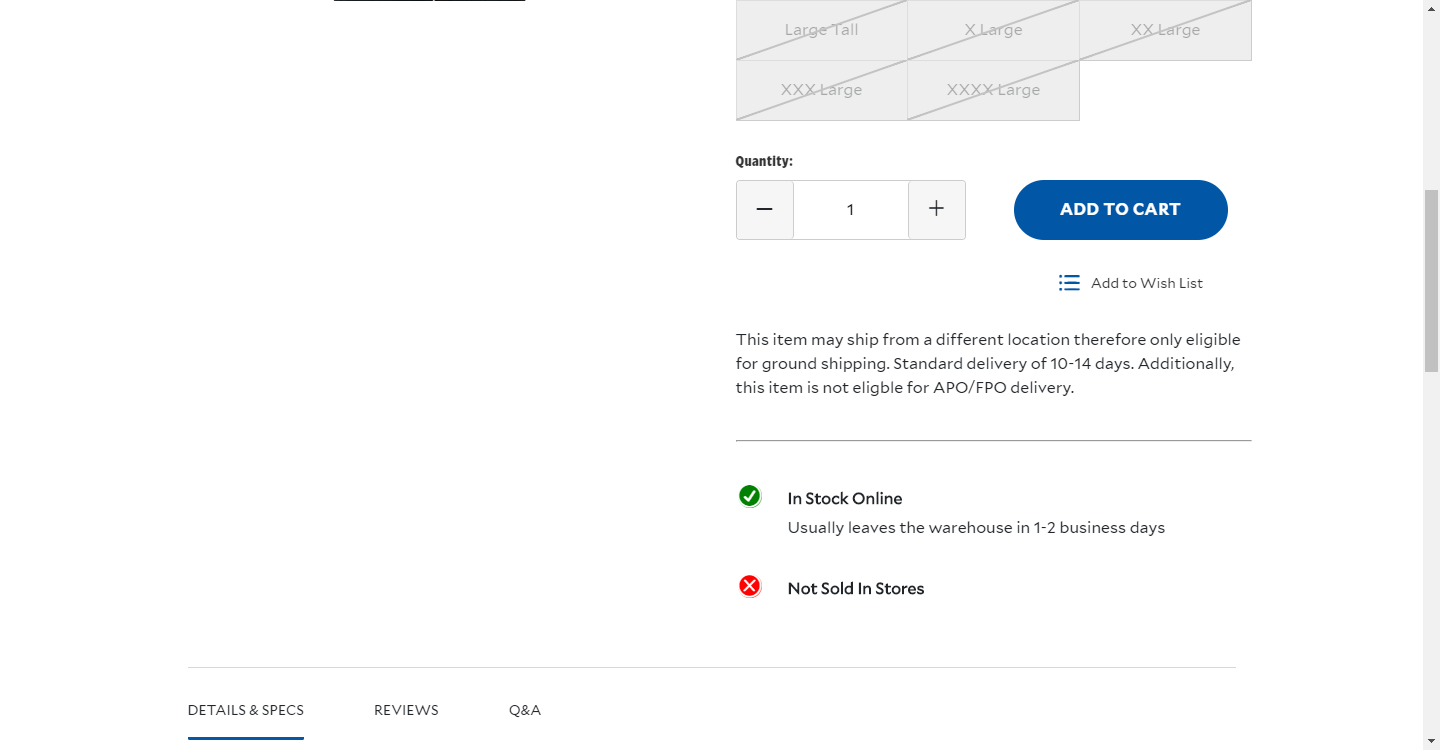 Large Tall
X Large
XX Large
XXX Large
XXXX Large
Quantity:
1
ADD TO CART
Add to Wish List
This item may ship from a different location therefore only eligible
for ground shipping. Standard delivery of 10-14 days. Additionally,
this item is not eligble for APO/FPO delivery.
In Stock Online
Usually leaves the warehouse in 1-2 business days
Not Sold In Stores
DETAILS & SPECS
REVIEWS
Q&A